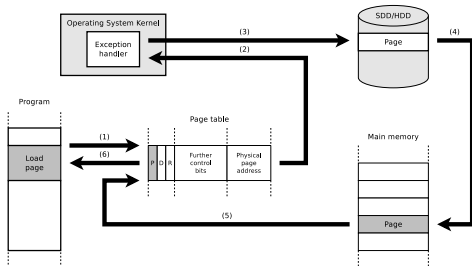 Operating System Kernel
Exception
handler
(3)
(2)
SDD/HDD
Page
(4)
Program
Load
page
(1)
(6)
Page table
P D R
Further
control
bits
Physical
page
address
(5)
Main memory
Page